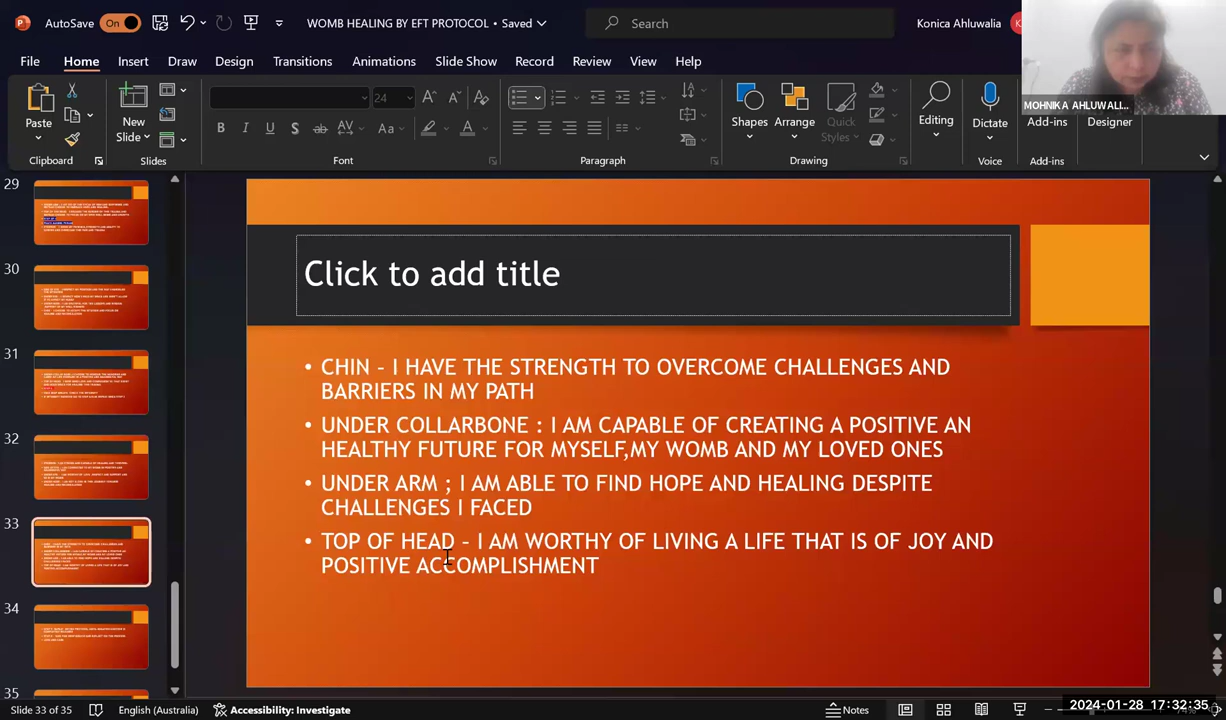 AutoSave On WOMB HEALING BY EFT PROTOCOL • Saved Search Konica Ahluwalia
File Home Insert Draw Design Transitions Animations Slide Show Record Review View Help
MOHNIKA AHLUWALI...
24
Paste New Slide Shapes Arrange Quick Styles Editing Dictate Add-ins Designer
Clipboard Slides Font Paragraph Drawing Voice Add-ins
29
30
31
32
33
34
35
Click to add title
• CHIN - I HAVE THE STRENGTH TO OVERCOME CHALLENGES AND
BARRIERS IN MY PATH
• UNDER COLLARBONE : I AM CAPABLE OF CREATING A POSITIVE AN
HEALTHY FUTURE FOR MYSELF,MY WOMB AND MY LOVED ONES
• UNDER ARM ; I AM ABLE TO FIND HOPE AND HEALING DESPITE
CHALLENGES I FACED
• TOP OF HEAD - I AM WORTHY OF LIVING A LIFE THAT IS OF JOY AND
POSITIVE ACCOMPLISHMENT
Slide 33 of 35 English (Australia) Accessibility: Investigate Notes
2024-01-28 17:32:35